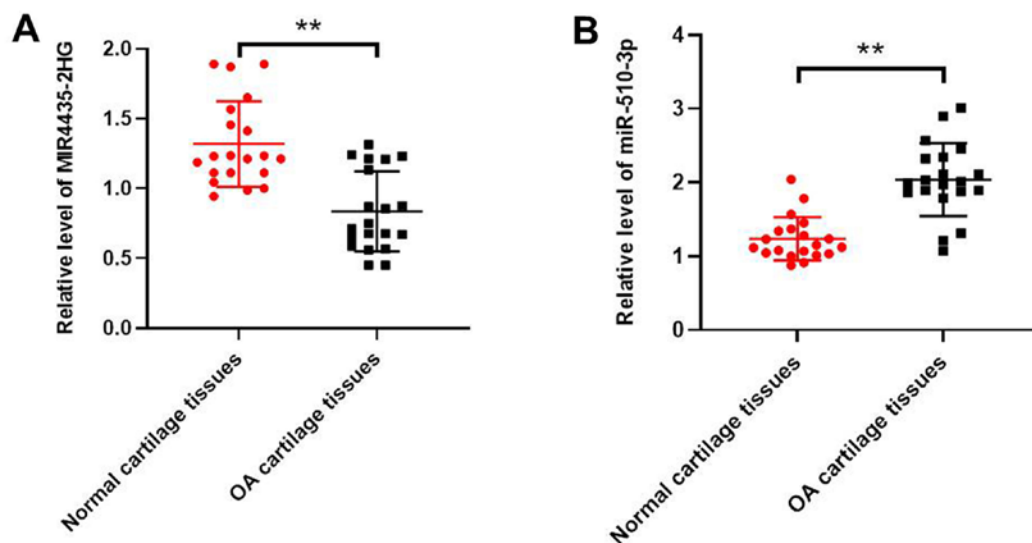 A
**
Relative level of MIR4435-2HG
2.0
1.5
1.0
0.5
0.0
Normal cartilage tissues
OA cartilage tissues
B
**
Relative level of miR-510-3p
4
3
2
1
0
Normal cartilage tissues
OA cartilage tissues